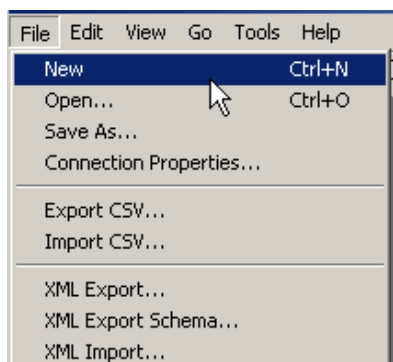 File Edit View Go Tools Help
New Ctrl+N
Open... Ctrl+O
Save As...
Connection Properties...
Export CSV...
Import CSV...
XML Export...
XML Export Schema...
XML Import...